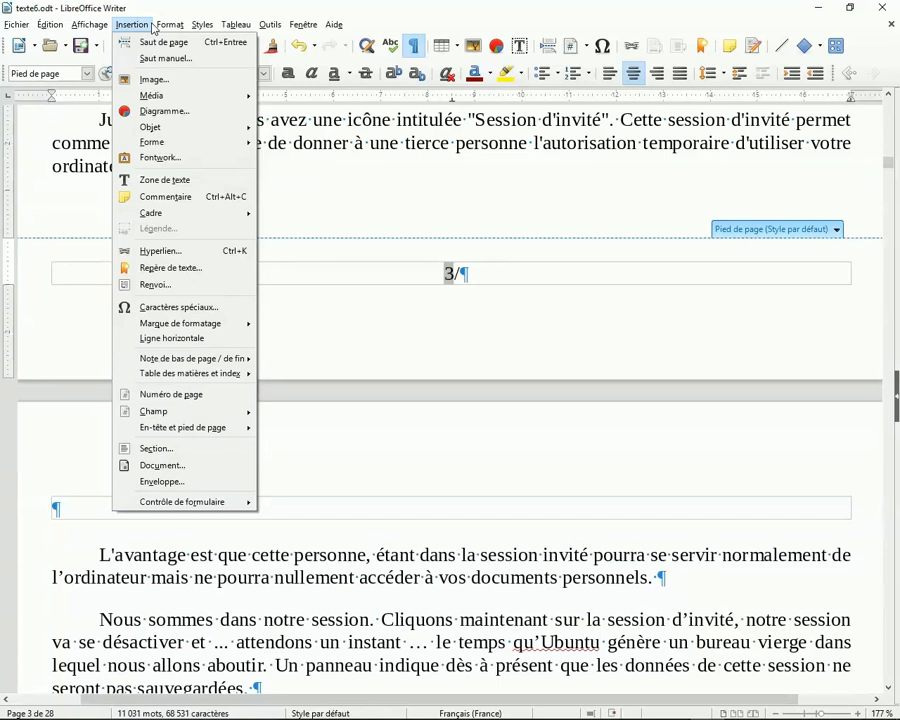 texte6.odt - LibreOffice Writer
Fichier Édition Affichage Insertion Format Styles Tableau Outils Fenêtre Aide
Saut de page Ctrl+Entree
Saut manuel...
Image...
Média
Diagramme...
Objet
Forme
Fontwork...
Zone de texte
Commentaire Ctrl+Alt+C
Cadre
Légende...
Hyperlien... Ctrl+K
Repère de texte...
Renvoi...
Caractères spéciaux...
Marque de formatage
Ligne horizontale
Note de bas de page / de fin
Table des matières et index
Numéro de page
Champ
En-tête et pied de page
Section...
Document...
Enveloppe...
Contrôle de formulaire
Pied de page
avez une icône intitulée "Session d'invité". Cette session d'invité permet
comme de donner à une tierce personne l'autorisation temporaire d'utiliser votre
ordinat
Pied de page (Style par défaut)
3/¶
¶
L'avantage est que cette personne, étant dans la session invité pourra se servir normalement de
l’ordinateur mais ne pourra nullement accéder à vos documents personnels. ¶
Nous sommes dans notre session. Cliquons maintenant sur la session d’invité, notre session
va se désactiver et ... attendons un instant … le temps qu’Ubuntu génère un bureau vierge dans
lequel nous allons aboutir. Un panneau indique dès à présent que les données de cette session ne
seront pas sauvegardées. ¶
Page 3 de 28 11 031 mots, 68 531 caractères Style par défaut Français (France) 177 %